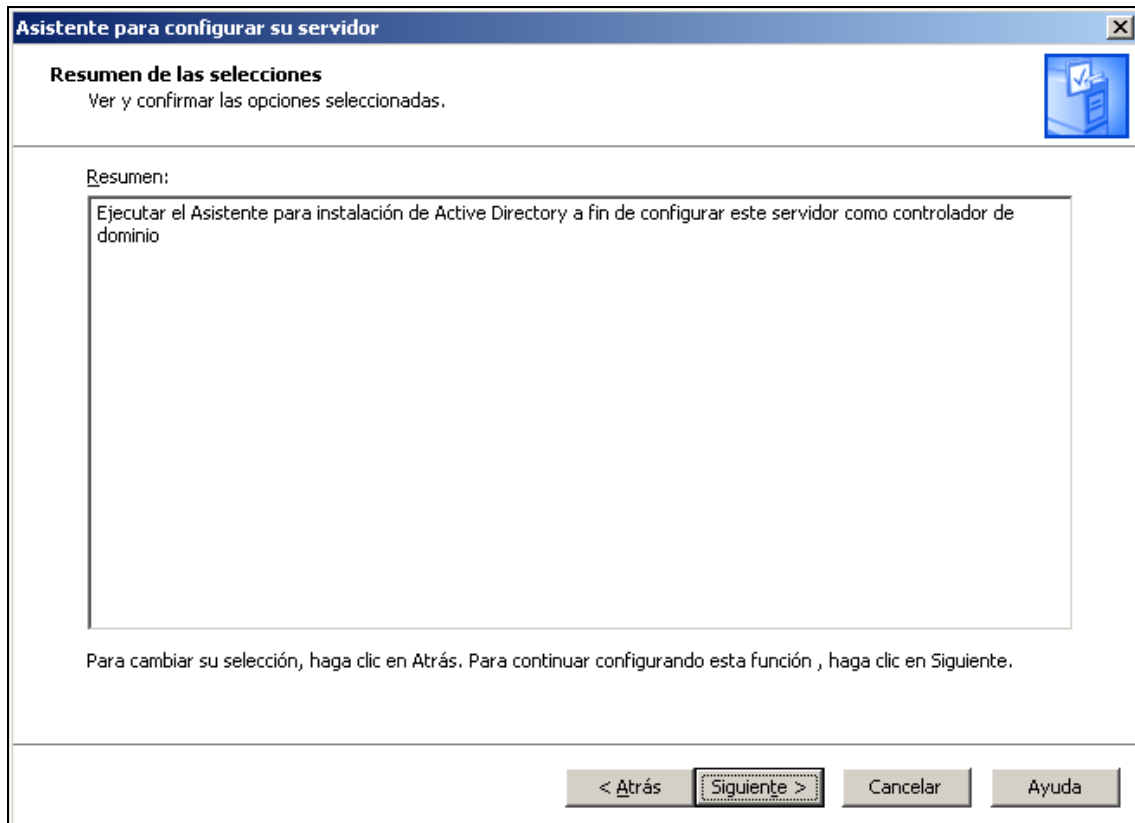 Asistente para configurar su servidor
Resumen de las selecciones
Ver y confirmar las opciones seleccionadas.
Resumen:
Ejecutar el Asistente para instalación de Active Directory a fin de configurar este servidor como controlador de
dominio
Para cambiar su selección, haga clic en Atrás. Para continuar configurando esta función , haga clic en Siguiente.
< Atrás Siguiente > Cancelar Ayuda